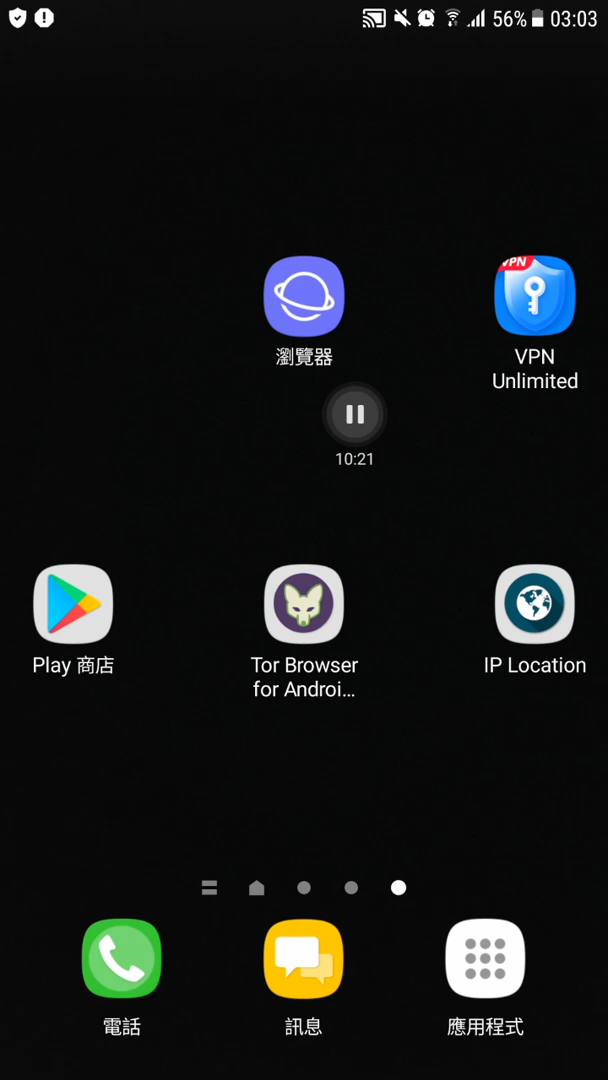 56% 03:03
VPN
瀏覽器
VPN
Unlimited
10:21
Play 商店
Tor Browser
for Androi...
IP Location
電話
訊息
應用程式